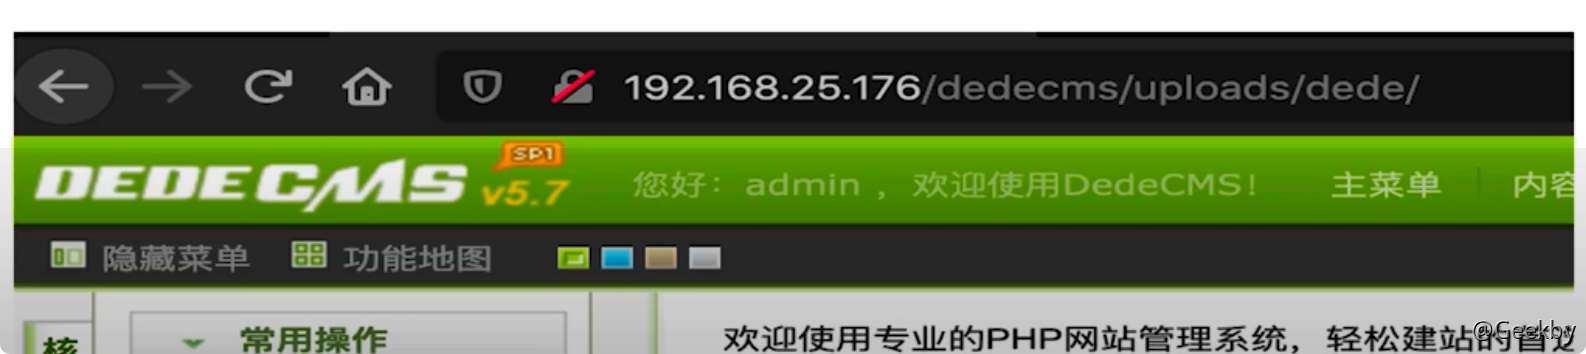 192.168.25.176/dedecms/uploads/dede/
DEDECMS v5.7 SP1 您好：admin ，欢迎使用DedeCMS！ 主菜单 内容
隐藏菜单 功能地图
核 常用操作 欢迎使用专业的PHP网站管理系统，轻松建站的首选
@Geekby